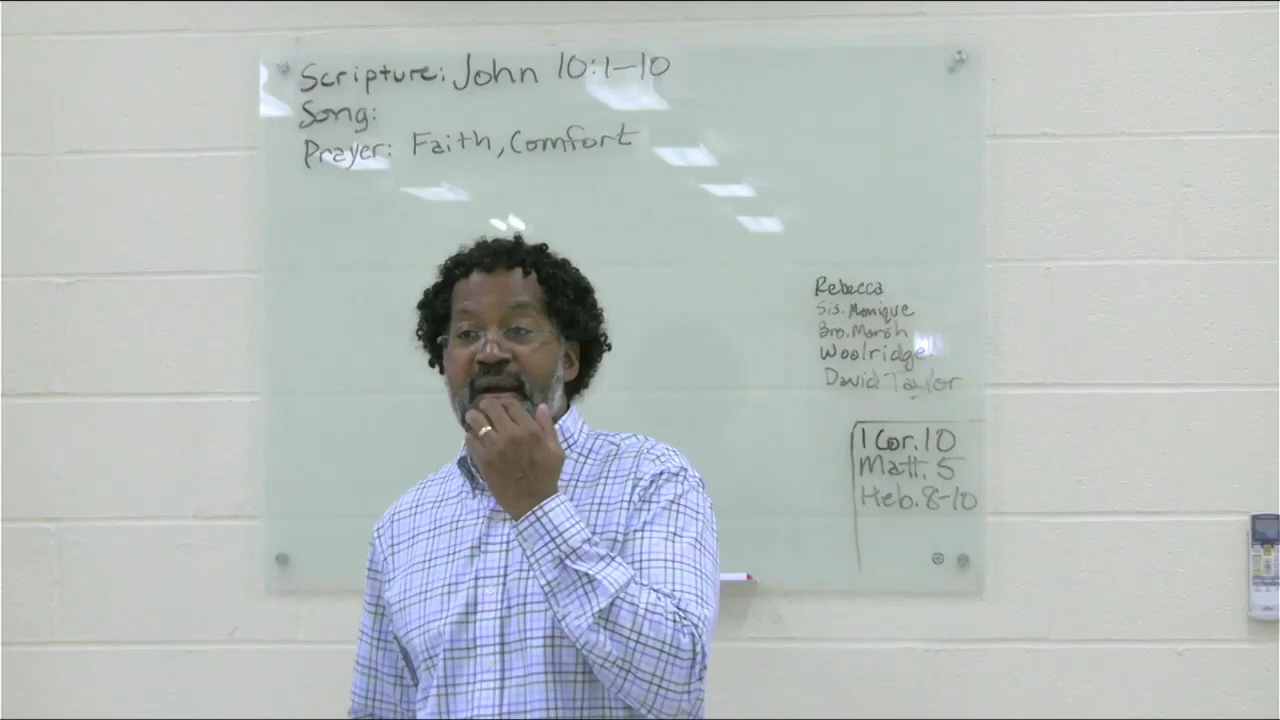 Scripture: John 10:1-10
Song:
Prayer: Faith, Comfort
Rebecca
Sis. Monique
Bro. Marsh
Woolridge
David Taylor
1 Cor. 10
Matt. 5
Heb. 8-10